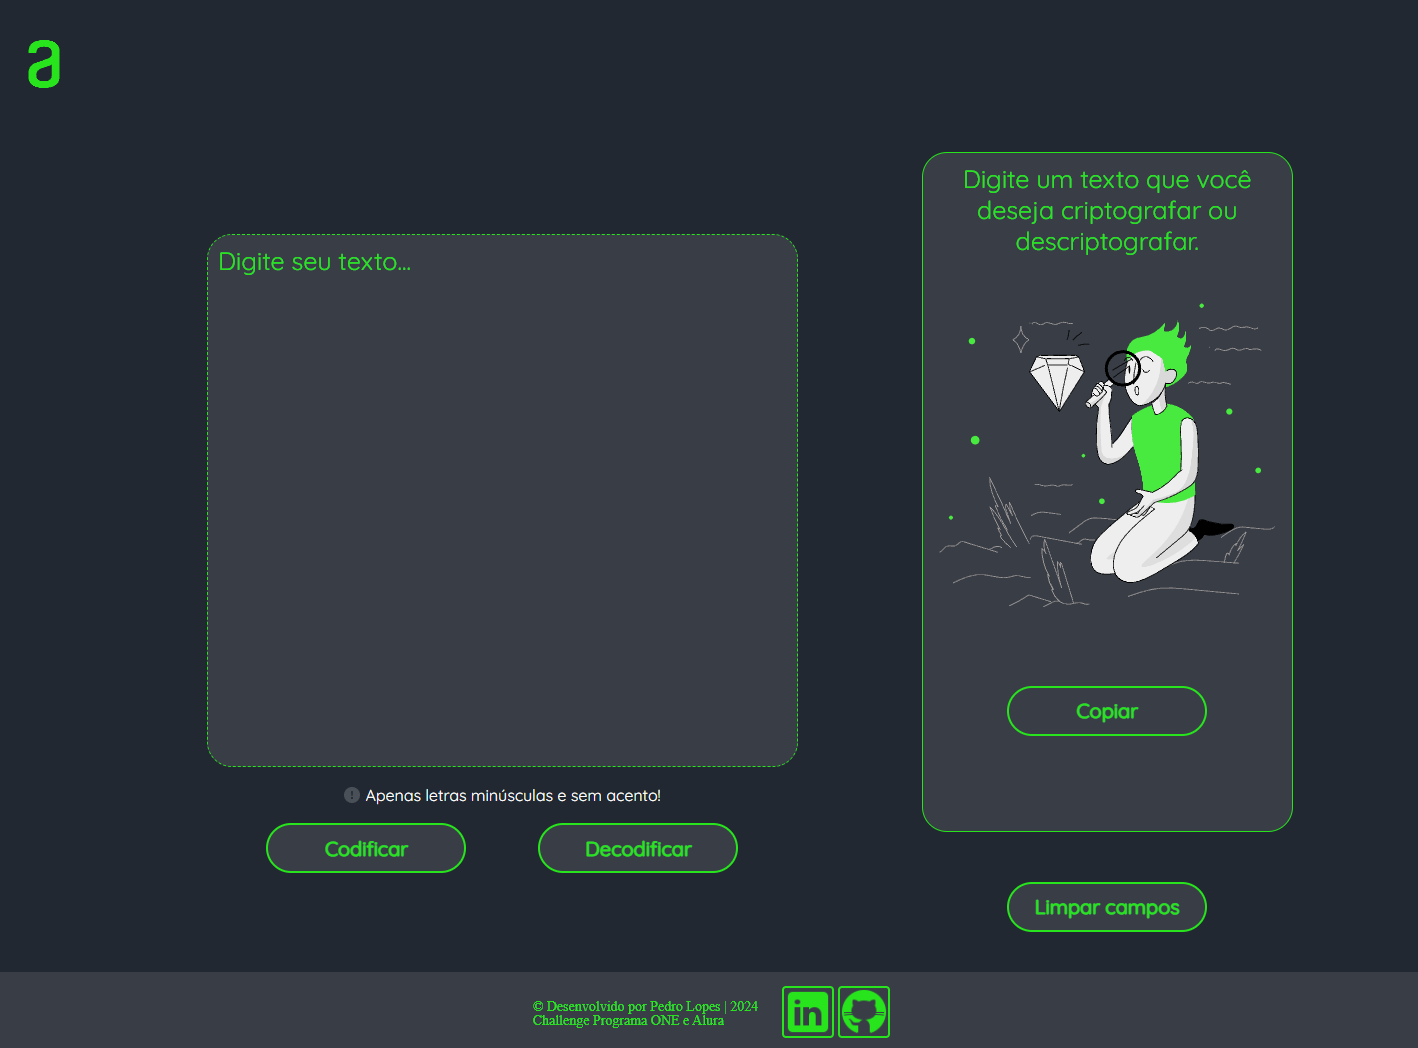 a
Digite seu texto...
Apenas letras minúsculas e sem acento!
Codificar
Decodificar
Digite um texto que você
deseja criptografar ou
descriptografar.
Copiar
Limpar campos
© Desenvolvido por Pedro Lopes | 2024
Challenge Programa ONE e Alura
in